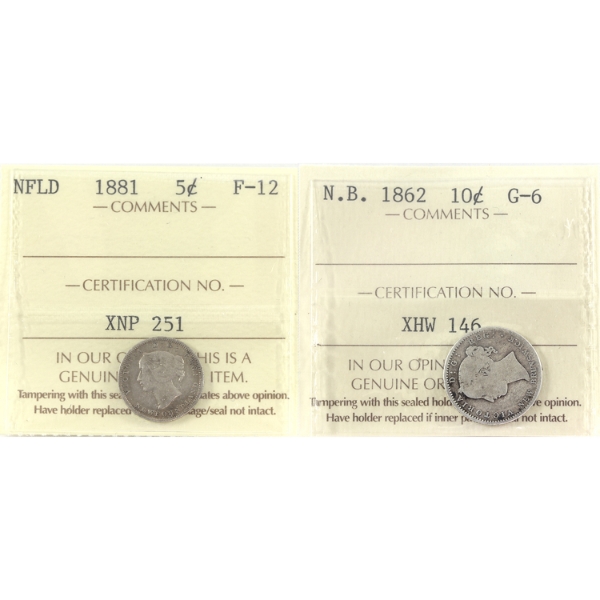 NFLD 1881 5¢ F-12
— COMMENTS —
— CERTIFICATION NO. —
XNP 251
IN OUR HIS IS A
GENUIN ITEM.
Tampering with this sea ates above opinion.
Have holder replaced age/seal not intact.
N.B. 1862 10¢ G-6
— COMMENTS —
— CERTIFICATION NO. —
XHW 146
IN OUR OPIN
GENUINE OR
Tampering with this sealed hold ve opinion.
Have holder replaced if inner p not intact.